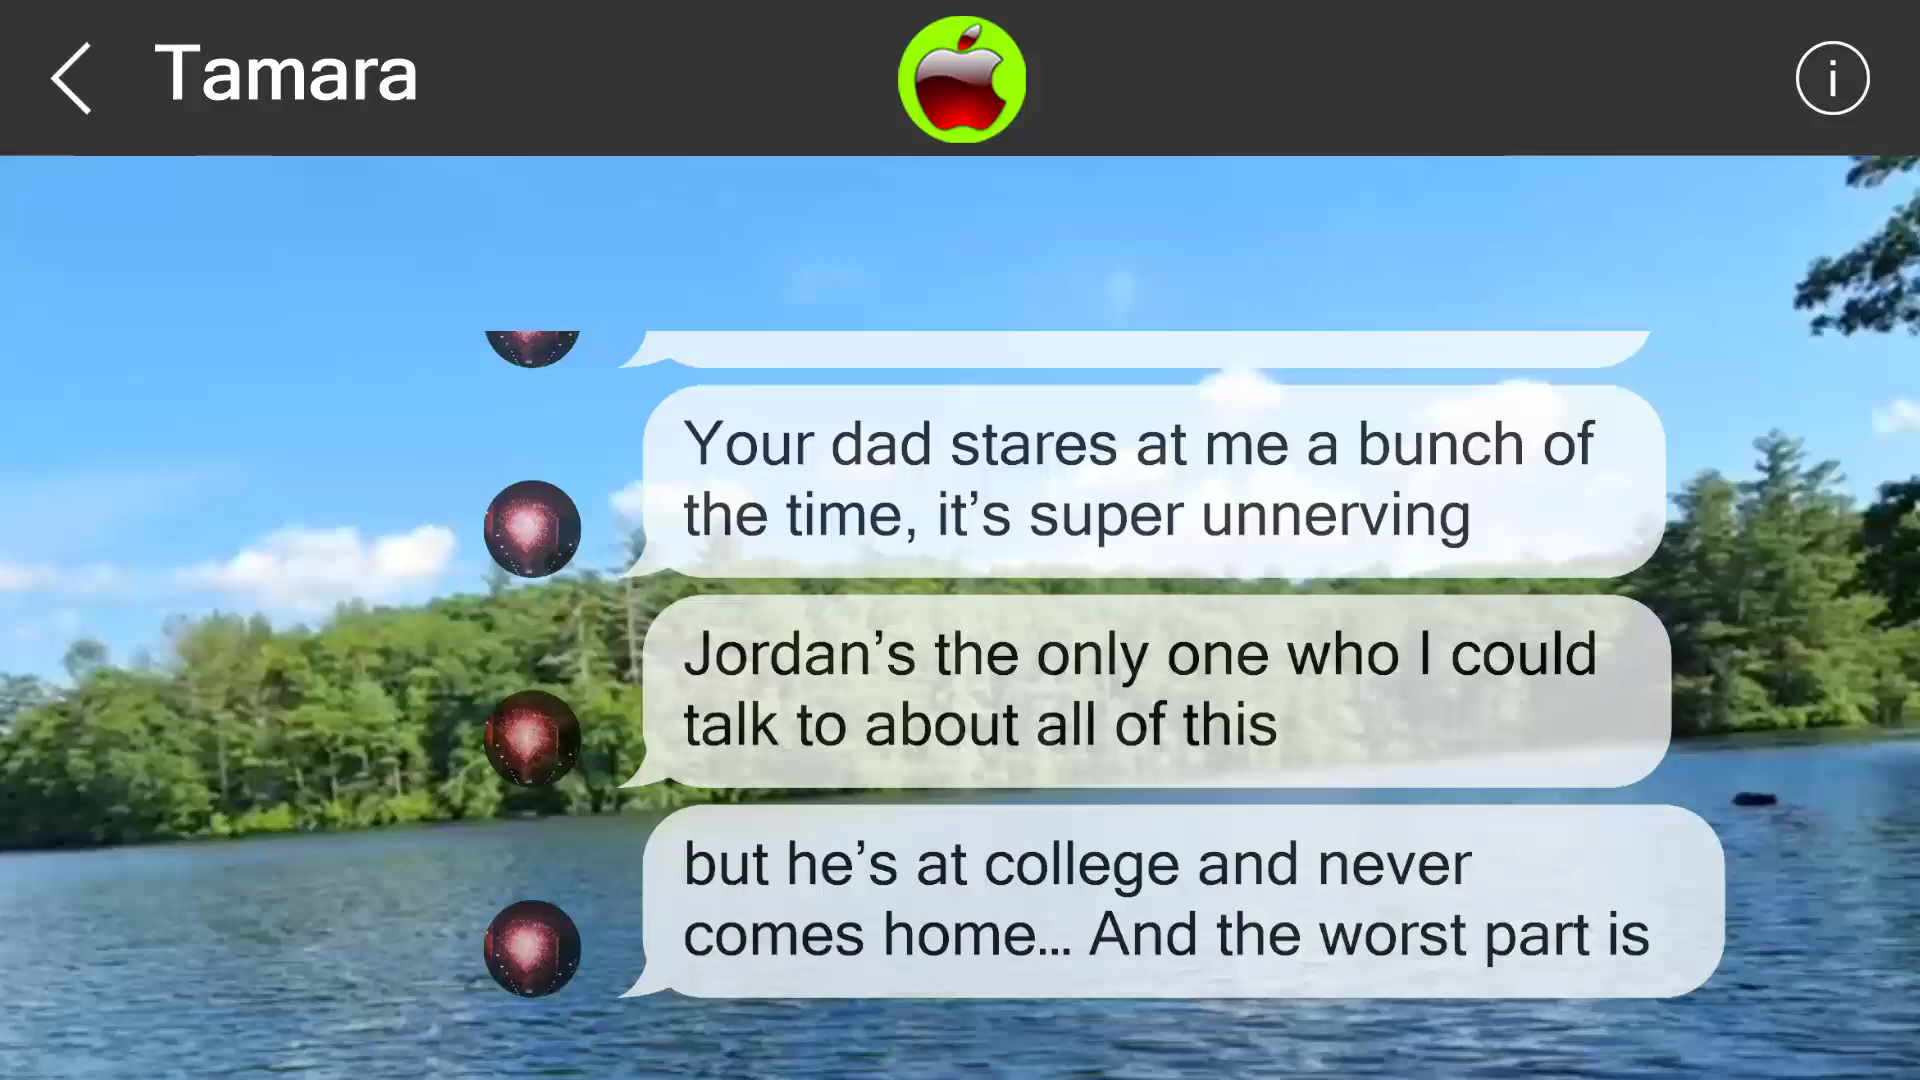 Tamara
Your dad stares at me a bunch of
the time, it’s super unnerving
Jordan’s the only one who I could
talk to about all of this
but he’s at college and never
comes home... And the worst part is